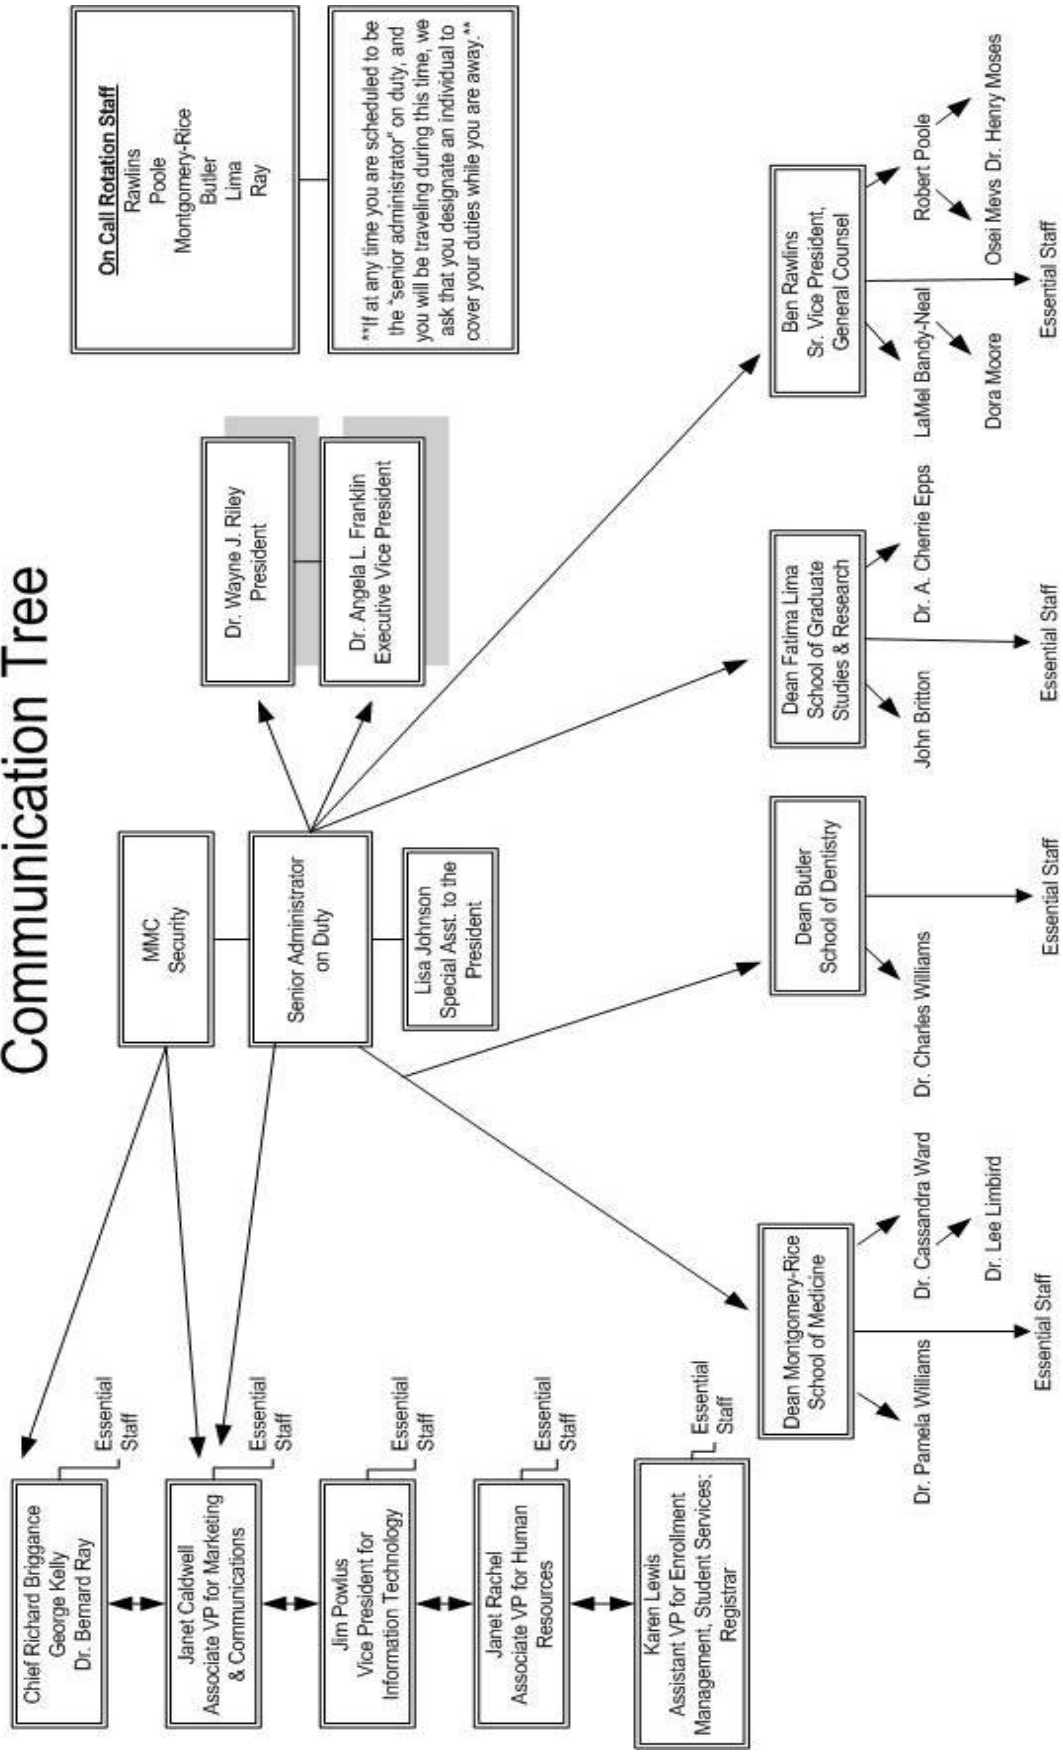 Communication Tree
Chief Richard Briggance
George Kelly
Dr. Bernard Ray
Essential
Staff
Janet Caldwell
Associate VP for Marketing
& Communications
Essential
Staff
Jim Powlus
Vice President for
Information Technology
Essential
Staff
Janet Rachel
Associate VP for Human
Resources
Essential
Staff
Karen Lewis
Assistant VP for Enrollment
Management, Student Services;
Registrar
Essential
Staff
MMC
Security
Senior Administrator
on Duty
Lisa Johnson
Special Asst. to the
President
Dr. Wayne J. Riley
President
Dr. Angela L. Franklin
Executive Vice President
On Call Rotation Staff
Rawlins
Poole
Montgomery-Rice
Butler
Lima
Ray
**If at any time you are scheduled to be
the "senior administrator" on duty, and
you will be traveling during this time, we
ask that you designate an individual to
cover your duties while you are away.**
Dean Montgomery-Rice
School of Medicine
Dr. Pamela Williams
Dr. Cassandra Ward
Dr. Lee Limbird
Essential Staff
Dean Butler
School of Dentistry
Dr. Charles Williams
Essential Staff
Dean Fatima Lima
School of Graduate
Studies & Research
John Britton
Dr. A. Cherrie Epps
Essential Staff
Ben Rawlins
Sr. Vice President,
General Counsel
LaMel Bandy-Neal
Robert Poole
Dora Moore
Osei Mevs Dr. Henry Moses
Essential Staff